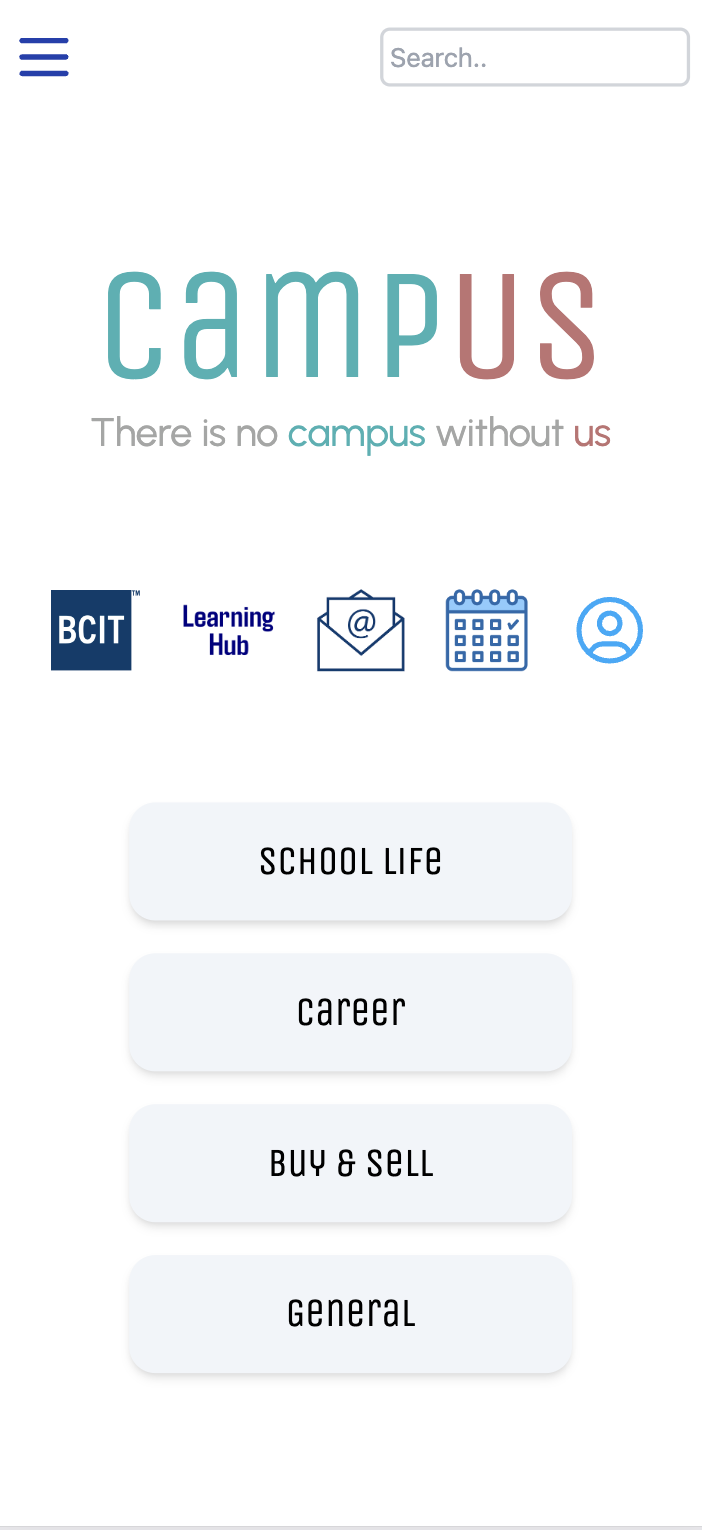 Search..
campus
There is no campus without us
BCIT™
Learning
Hub
@
SCHOOL LIFE
career
BUY & SELL
General